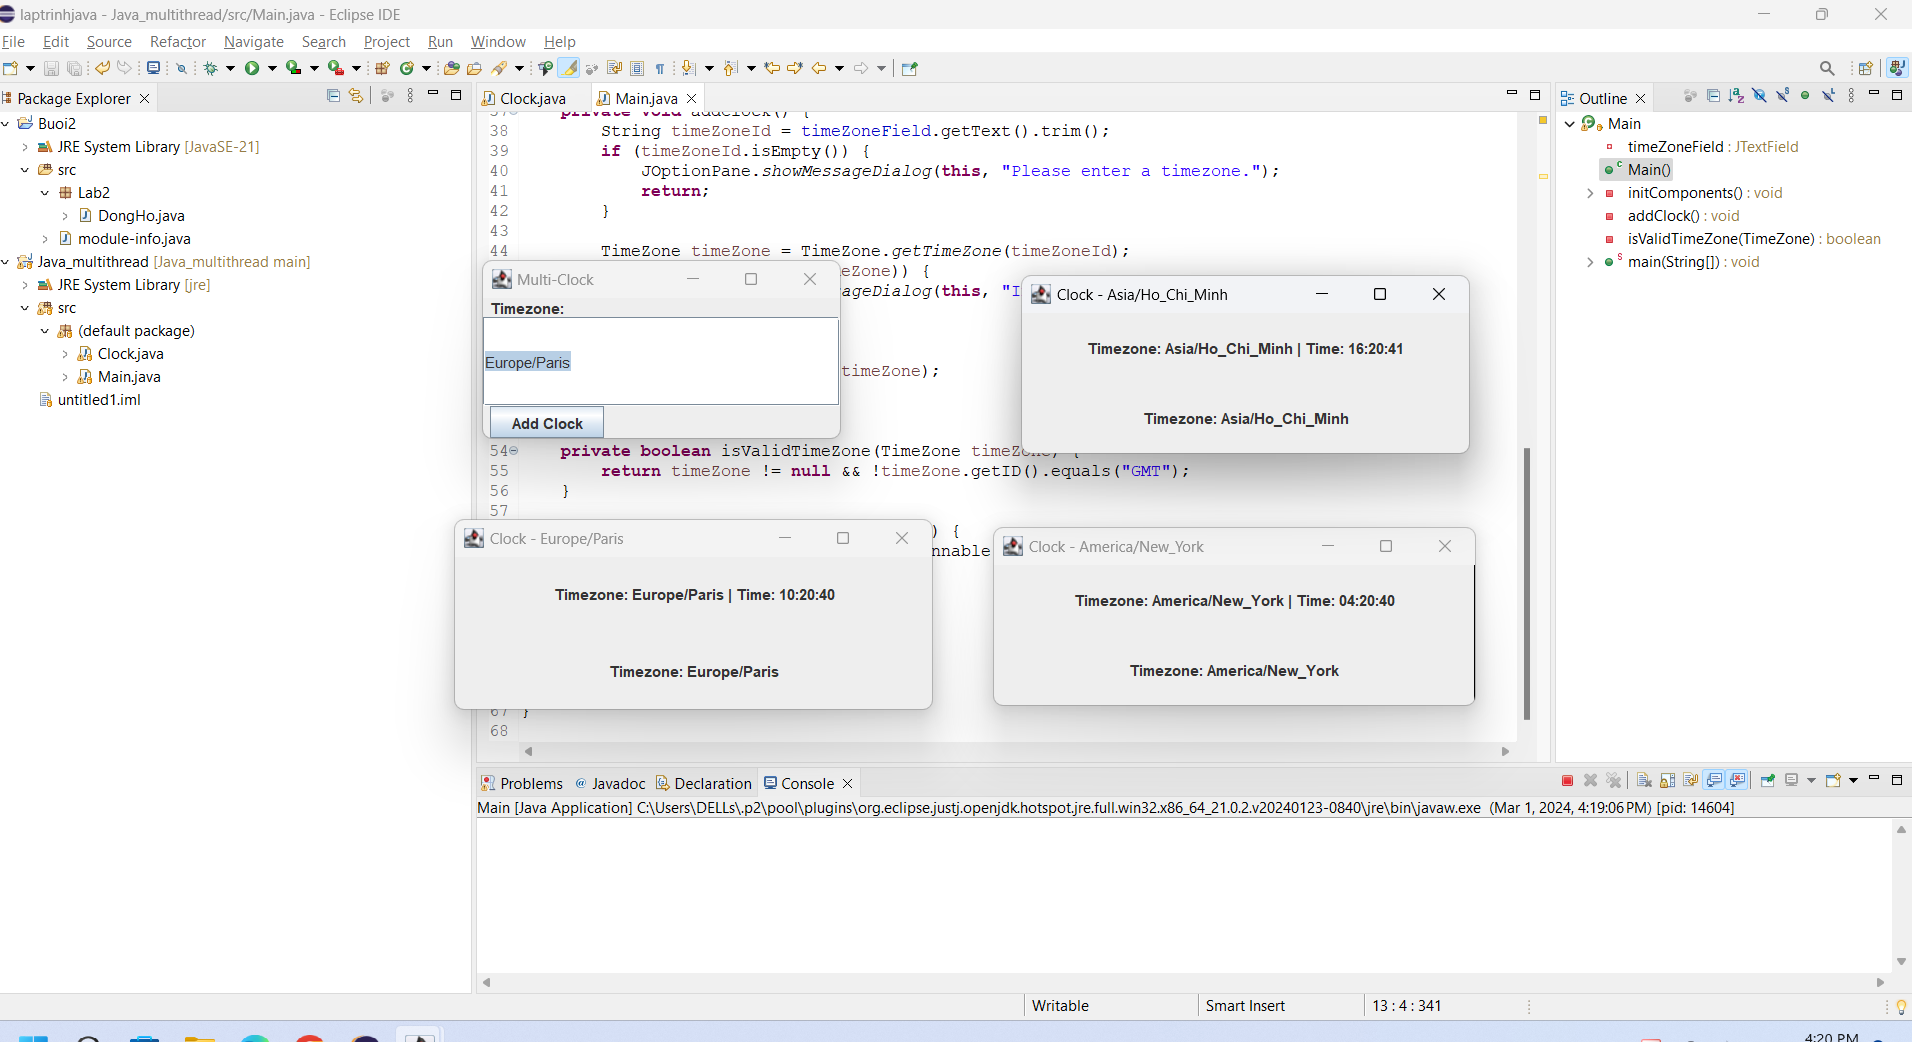 laptrinhjava - Java_multithread/src/Main.java - Eclipse IDE
File Edit Source Refactor Navigate Search Project Run Window Help
Package Explorer
Buoi2
JRE System Library [JavaSE-21]
src
Lab2
DongHo.java
module-info.java
Java_multithread [Java_multithread main]
JRE System Library [jre]
src
(default package)
Clock.java
Main.java
untitled1.iml
Clock.java Main.java
37 private void addClock() {
38 String timeZoneId = timeZoneField.getText().trim();
39 if (timeZoneId.isEmpty()) {
40 JOptionPane.showMessageDialog(this, "Please enter a timezone.");
41 return;
42 }
43
44 TimeZone timeZone = TimeZone.getTimeZone(timeZoneId);
eZone)) {
ageDialog(this, "I
timeZone);
54 private boolean isValidTimeZone(TimeZone timeZone) {
55 return timeZone != null && !timeZone.getID().equals("GMT");
56 }
57
) {
nnable
67 }
68
Multi-Clock
Timezone:
Europe/Paris
Add Clock
Clock - Asia/Ho_Chi_Minh
Timezone: Asia/Ho_Chi_Minh | Time: 16:20:41
Timezone: Asia/Ho_Chi_Minh
Clock - Europe/Paris
Timezone: Europe/Paris | Time: 10:20:40
Timezone: Europe/Paris
Clock - America/New_York
Timezone: America/New_York | Time: 04:20:40
Timezone: America/New_York
Outline
Main
timeZoneField : JTextField
Main()
initComponents() : void
addClock() : void
isValidTimeZone(TimeZone) : boolean
main(String[]) : void
Problems @ Javadoc Declaration Console
Main [Java Application] C:\Users\DELLs\.p2\pool\plugins\org.eclipse.justj.openjdk.hotspot.jre.full.win32.x86_64_21.0.2.v20240123-0840\jre\bin\javaw.exe (Mar 1, 2024, 4:19:06 PM) [pid: 14604]
Writable Smart Insert 13 : 4 : 341
4:20 PM